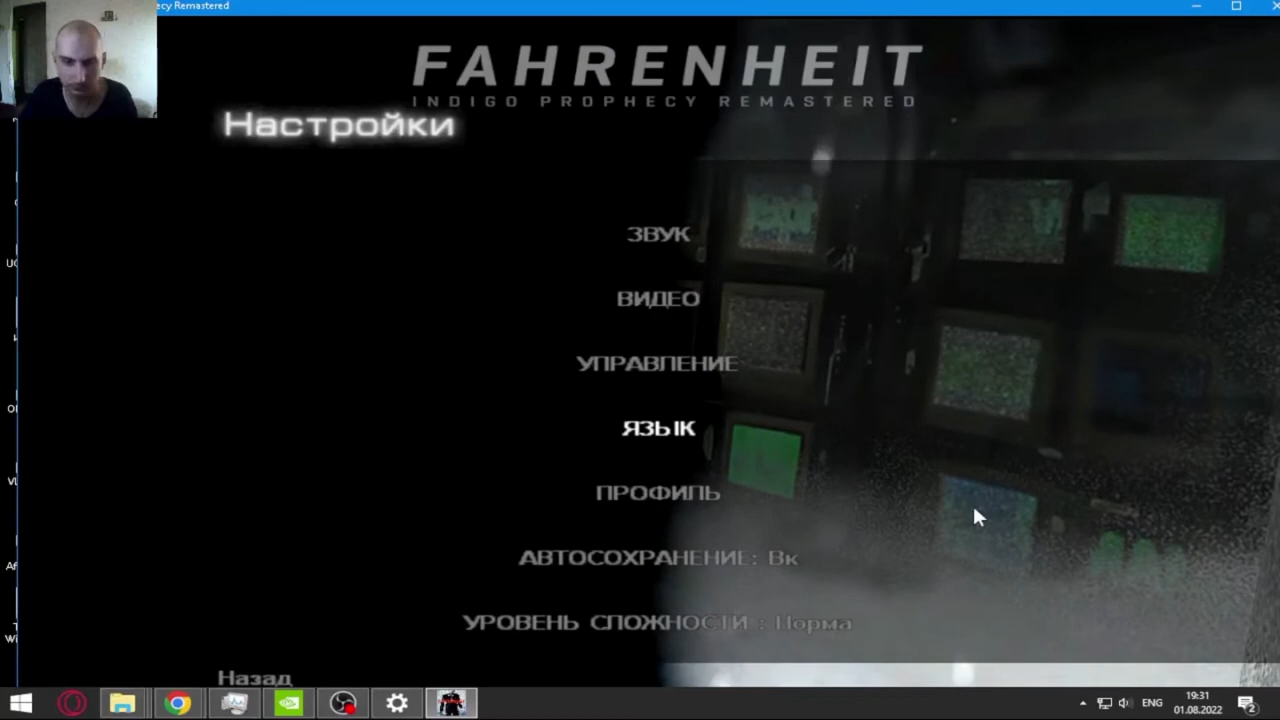 ecy Remastered
FAHRENHEIT
INDIGO PROPHECY REMASTERED
Настройки
ЗВУК
ВИДЕО
УПРАВЛЕНИЕ
ЯЗЫК
ПРОФИЛЬ
АВТОСОХРАНЕНИЕ: Вк
УРОВЕНЬ СЛОЖНОСТИ : Норма
Назад
ENG
19:31
01.08.2022
2